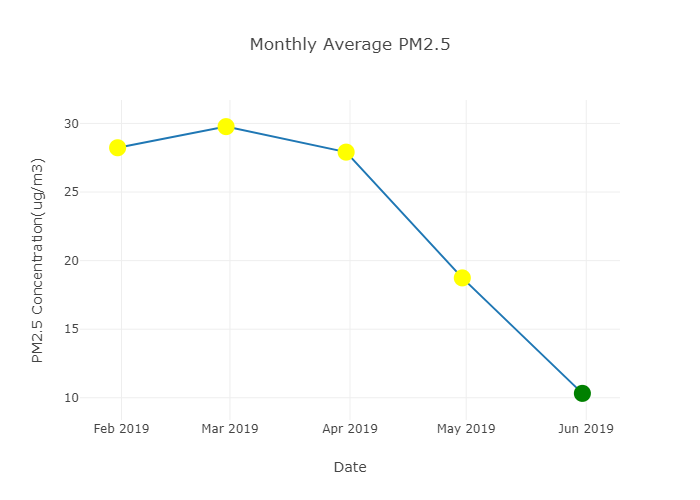 Monthly Average PM2.5
PM2.5 Concentration(ug/m3)
30
25
20
15
10
Feb 2019
Mar 2019
Apr 2019
May 2019
Jun 2019
Date